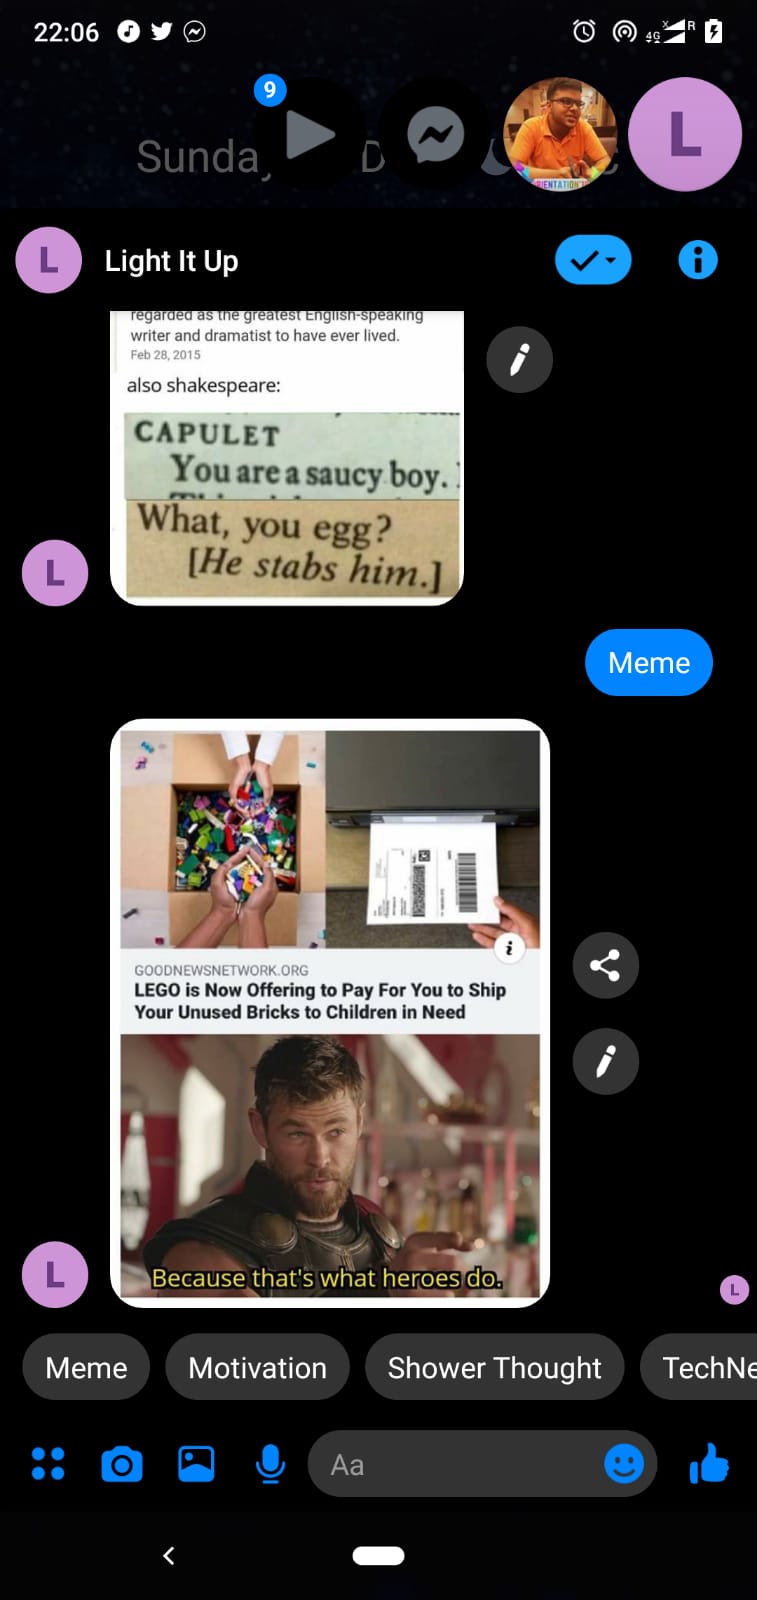 22:06
4G
X
R
9
Sunda
D
c
RIENTATION
L
L
Light It Up
regarded as the greatest English-speaking
writer and dramatist to have ever lived.
Feb 28, 2015
also shakespeare:
CAPULET
You are a saucy boy.
What, you egg?
[He stabs him.]
L
Meme
GOODNEWSNETWORK.ORG
LEGO is Now Offering to Pay For You to Ship
Your Unused Bricks to Children in Need
Because that's what heroes do.
L
L
Meme
Motivation
Shower Thought
TechNe
Aa